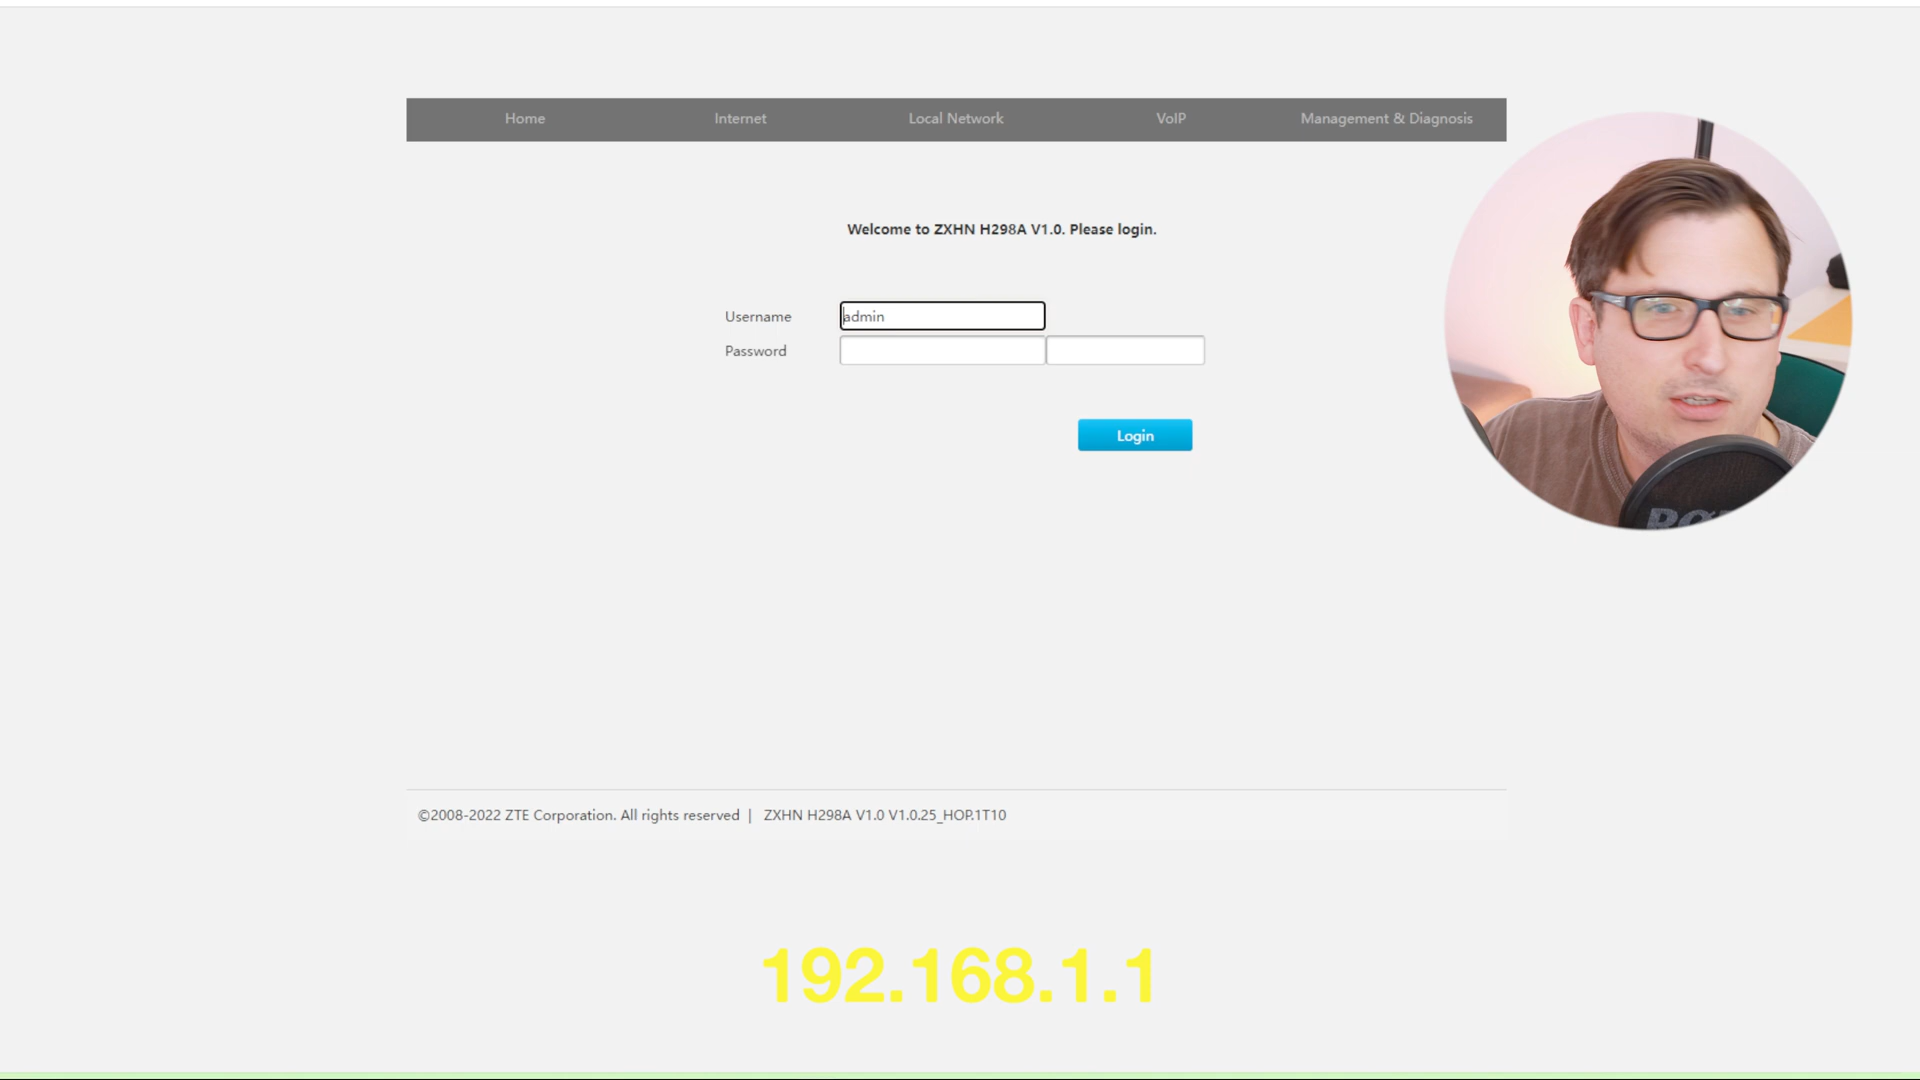 Home Internet Local Network VoIP Management & Diagnosis
Welcome to ZXHN H298A V1.0. Please login.
Username admin
Password
Login
©2008-2022 ZTE Corporation. All rights reserved | ZXHN H298A V1.0 V1.0.25_HOP.1T10
192.168.1.1